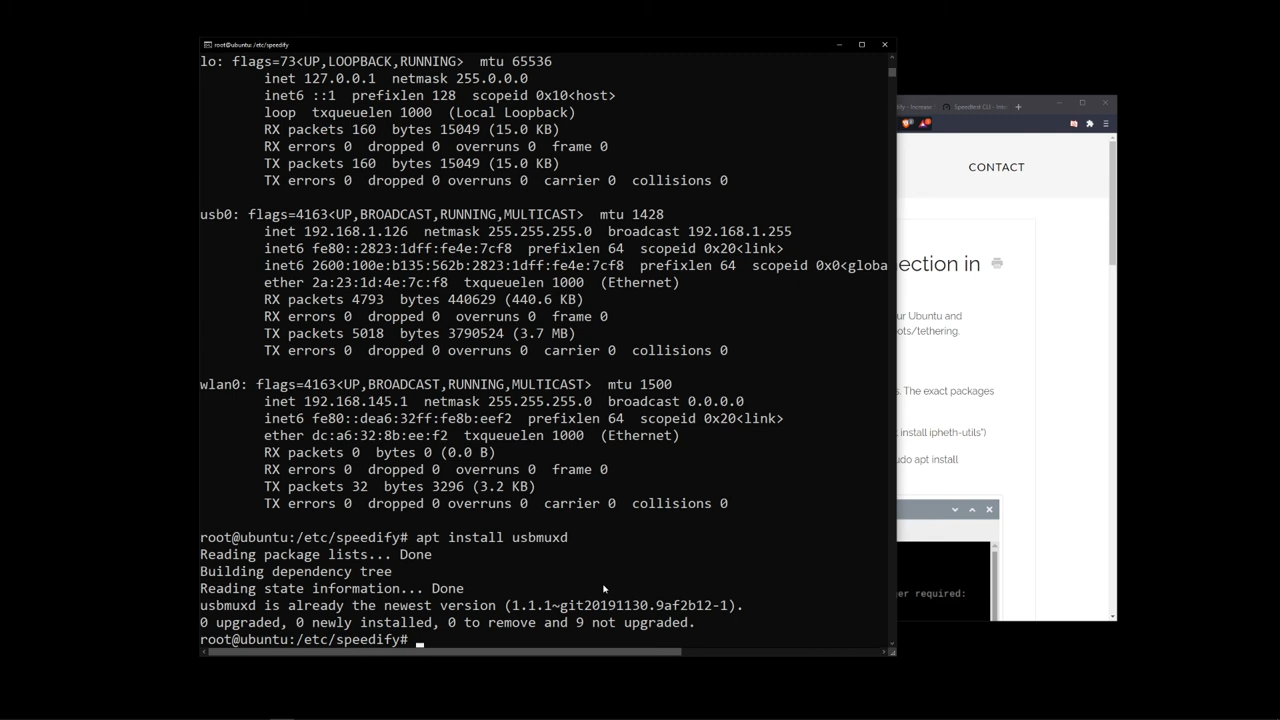 root@ubuntu: /etc/speedify
lo: flags=73<UP,LOOPBACK,RUNNING>  mtu 65536
inet 127.0.0.1  netmask 255.0.0.0
inet6 ::1  prefixlen 128  scopeid 0x10<host>
loop  txqueuelen 1000  (Local Loopback)
RX packets 160  bytes 15049 (15.0 KB)
RX errors 0  dropped 0  overruns 0  frame 0
TX packets 160  bytes 15049 (15.0 KB)
TX errors 0  dropped 0 overruns 0  carrier 0  collisions 0
usb0: flags=4163<UP,BROADCAST,RUNNING,MULTICAST>  mtu 1428
inet 192.168.1.126  netmask 255.255.255.0  broadcast 192.168.1.255
inet6 fe80::2823:1dff:fe4e:7cf8  prefixlen 64  scopeid 0x20<link>
inet6 2600:100e:b135:562b:2823:1dff:fe4e:7cf8  prefixlen 64  scopeid 0x0<globa
ether 2a:23:1d:4e:7c:f8  txqueuelen 1000  (Ethernet)
RX packets 4793  bytes 440629 (440.6 KB)
RX errors 0  dropped 0  overruns 0  frame 0
TX packets 5018  bytes 3790524 (3.7 MB)
TX errors 0  dropped 0 overruns 0  carrier 0  collisions 0
wlan0: flags=4163<UP,BROADCAST,RUNNING,MULTICAST>  mtu 1500
inet 192.168.145.1  netmask 255.255.255.0  broadcast 0.0.0.0
inet6 fe80::dea6:32ff:fe8b:eef2  prefixlen 64  scopeid 0x20<link>
ether dc:a6:32:8b:ee:f2  txqueuelen 1000  (Ethernet)
RX packets 0  bytes 0 (0.0 B)
RX errors 0  dropped 0  overruns 0  frame 0
TX packets 32  bytes 3296 (3.2 KB)
TX errors 0  dropped 0 overruns 0  carrier 0  collisions 0
root@ubuntu:/etc/speedify# apt install usbmuxd
Reading package lists... Done
Building dependency tree
Reading state information... Done
usbmuxd is already the newest version (1.1.1~git20191130.9af2b12-1).
0 upgraded, 0 newly installed, 0 to remove and 9 not upgraded.
root@ubuntu:/etc/speedify#
Increase
Speedtest CLI - Inte
CONTACT
ection in
ur Ubuntu and
ots/tethering.
s. The exact packages
t install ipheth-utils")
udo apt install
ger required: